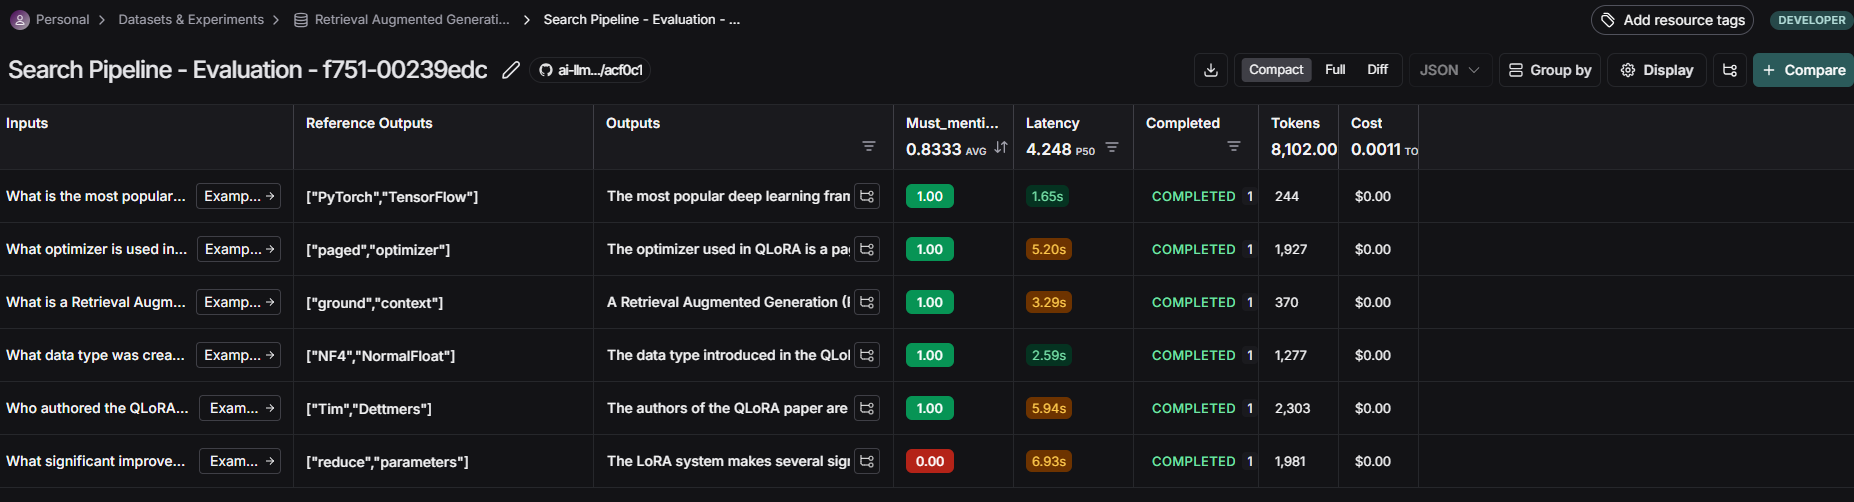 Personal > Datasets & Experiments > Retrieval Augmented Generati... > Search Pipeline - Evaluation - ...
Add resource tags DEVELOPER
Search Pipeline - Evaluation - f751-00239edc ai-llm.../acf0c1
Compact Full Diff JSON Group by Display + Compare
Inputs Reference Outputs Outputs Must_menti... Latency Completed Tokens Cost
0.8333 AVG 4.248 P50 8,102.00 0.0011 TO
What is the most popular... Examp... → ["PyTorch","TensorFlow"] The most popular deep learning fran 1.00 1.65s COMPLETED 1 244 $0.00
What optimizer is used in... Examp... → ["paged","optimizer"] The optimizer used in QLoRA is a pa 1.00 5.20s COMPLETED 1 1,927 $0.00
What is a Retrieval Augm... Examp... → ["ground","context"] A Retrieval Augmented Generation ( 1.00 3.29s COMPLETED 1 370 $0.00
What data type was crea... Examp... → ["NF4","NormalFloat"] The data type introduced in the QLo 1.00 2.59s COMPLETED 1 1,277 $0.00
Who authored the QLoRA... Exam... → ["Tim","Dettmers"] The authors of the QLoRA paper are 1.00 5.94s COMPLETED 1 2,303 $0.00
What significant improve... Exam... → ["reduce","parameters"] The LoRA system makes several sig 0.00 6.93s COMPLETED 1 1,981 $0.00